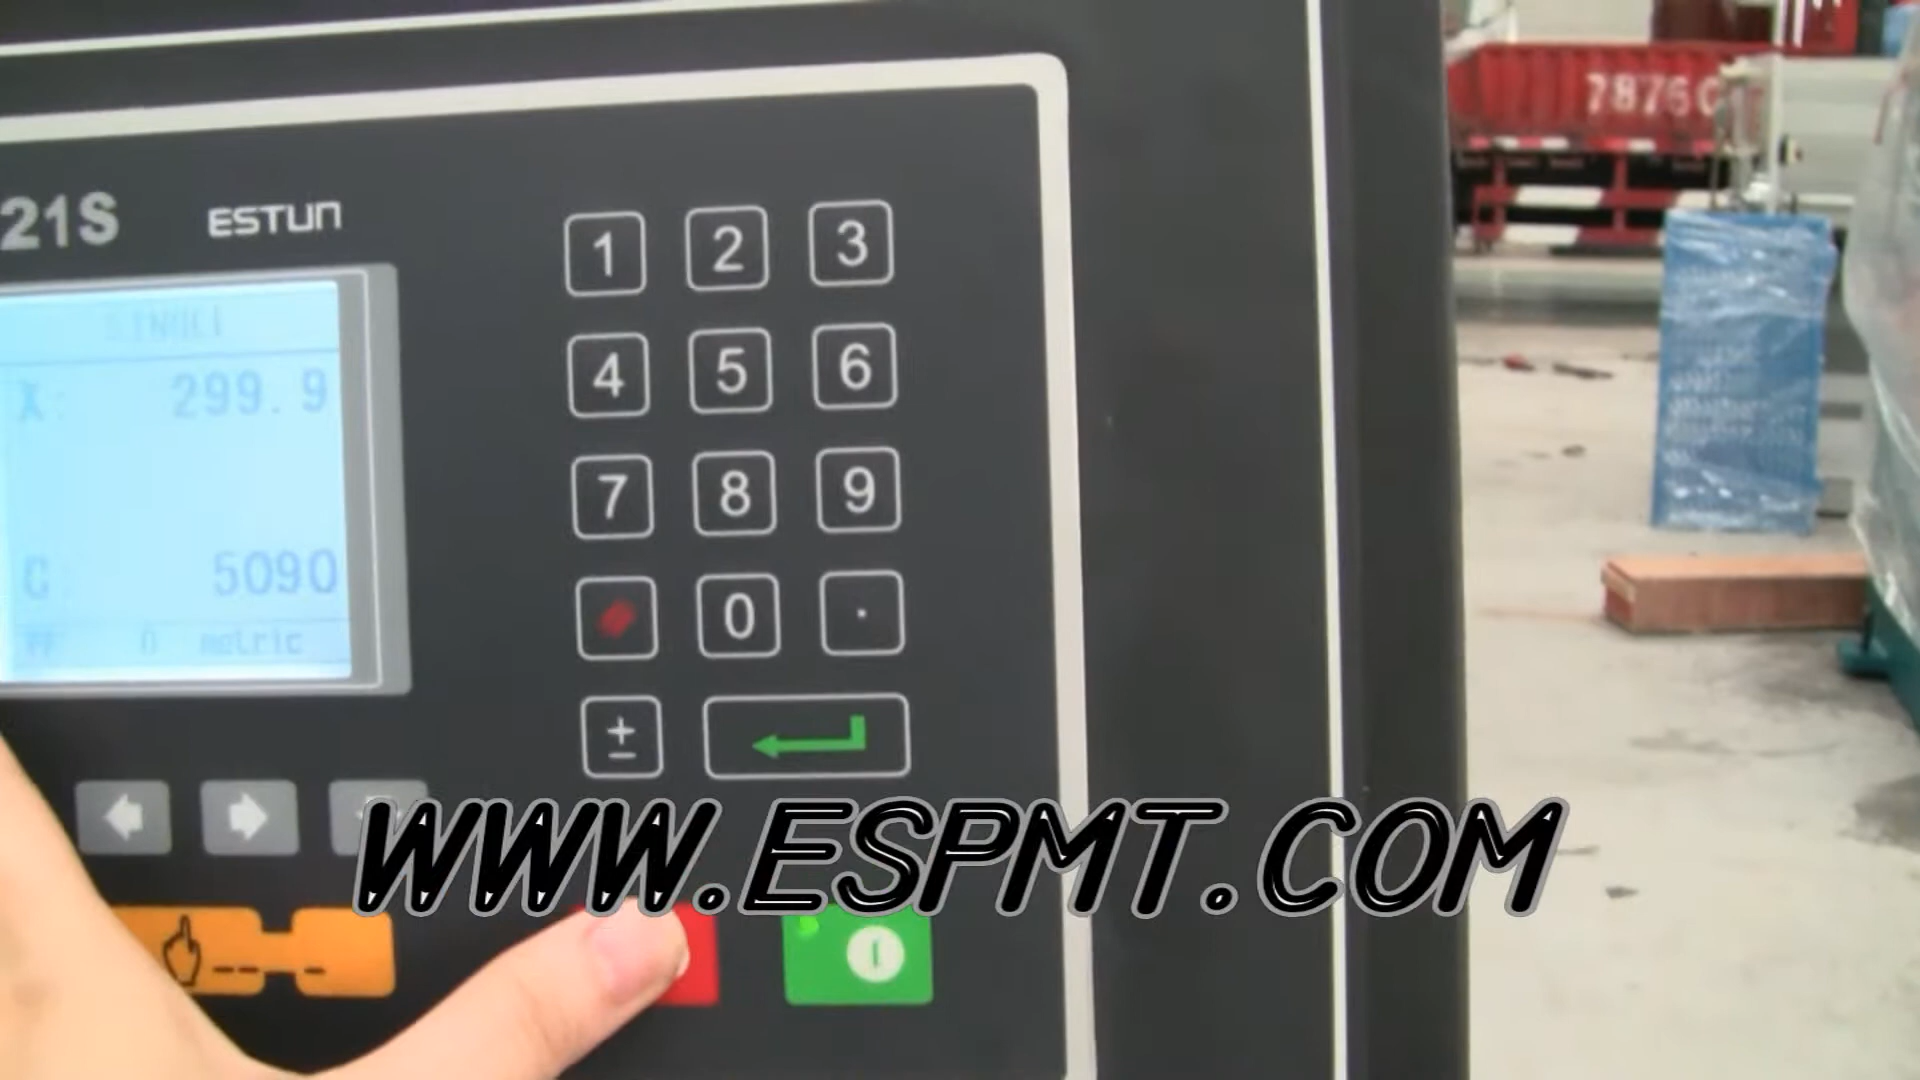 21S ESTUN
1 2 3
X: 299.9
4 5 6
7 8 9
C: 5090
0 .
metric
±
WWW.ESPMT.COM
7876C